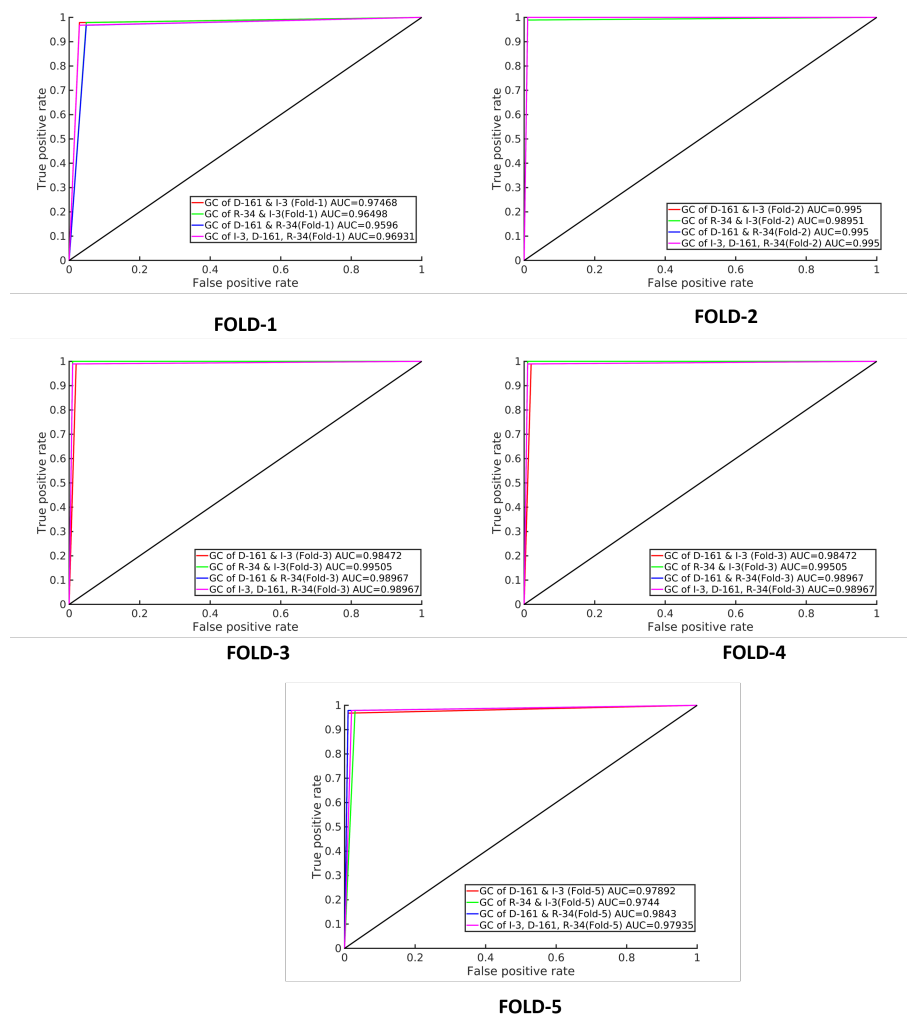 1
0.9
0.8
0.7
0.6
0.5
0.4
0.3
0.2
0.1
0
True positive rate
GC of D-161 & I-3 (Fold-1) AUC=0.97468
GC of R-34 & I-3(Fold-1) AUC=0.96498
GC of D-161 & R-34(Fold-1) AUC=0.9596
GC of I-3, D-161, R-34(Fold-1) AUC=0.96931
0 0.2 0.4 0.6 0.8 1
False positive rate
FOLD-1
1
0.9
0.8
0.7
0.6
0.5
0.4
0.3
0.2
0.1
0
True positive rate
GC of D-161 & I-3 (Fold-2) AUC=0.995
GC of R-34 & I-3(Fold-2) AUC=0.98951
GC of D-161 & R-34(Fold-2) AUC=0.995
GC of I-3, D-161, R-34(Fold-2) AUC=0.995
0 0.2 0.4 0.6 0.8 1
False positive rate
FOLD-2
1
0.9
0.8
0.7
0.6
0.5
0.4
0.3
0.2
0.1
0
True positive rate
GC of D-161 & I-3 (Fold-3) AUC=0.98472
GC of R-34 & I-3(Fold-3) AUC=0.99505
GC of D-161 & R-34(Fold-3) AUC=0.98967
GC of I-3, D-161, R-34(Fold-3) AUC=0.98967
0 0.2 0.4 0.6 0.8 1
False positive rate
FOLD-3
1
0.9
0.8
0.7
0.6
0.5
0.4
0.3
0.2
0.1
0
True positive rate
GC of D-161 & I-3 (Fold-3) AUC=0.98472
GC of R-34 & I-3(Fold-3) AUC=0.99505
GC of D-161 & R-34(Fold-3) AUC=0.98967
GC of I-3, D-161, R-34(Fold-3) AUC=0.98967
0 0.2 0.4 0.6 0.8 1
False positive rate
FOLD-4
1
0.9
0.8
0.7
0.6
0.5
0.4
0.3
0.2
0.1
0
True positive rate
GC of D-161 & I-3 (Fold-5) AUC=0.97892
GC of R-34 & I-3(Fold-5) AUC=0.9744
GC of D-161 & R-34(Fold-5) AUC=0.9843
GC of I-3, D-161, R-34(Fold-5) AUC=0.97935
0 0.2 0.4 0.6 0.8 1
False positive rate
FOLD-5